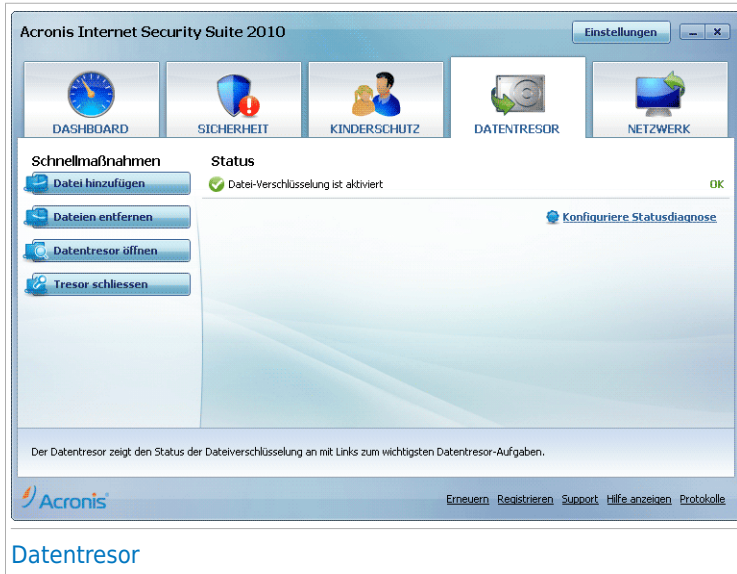 Acronis Internet Security Suite 2010
Einstellungen
DASHBOARD
SICHERHEIT
KINDERSCHUTZ
DATENTRESOR
NETZWERK
Schnellmaßnahmen
Status
Datei hinzufügen
Datei-Verschlüsselung ist aktiviert
OK
Dateien entfernen
Konfiguriere Statusdiagnose
Datentresor öffnen
Tresor schliessen
Der Datentresor zeigt den Status der Dateiverschlüsselung an mit Links zum wichtigsten Datentresor-Aufgaben.
Acronis
Erneuern Registrieren Support Hilfe anzeigen Protokolle
Datentresor